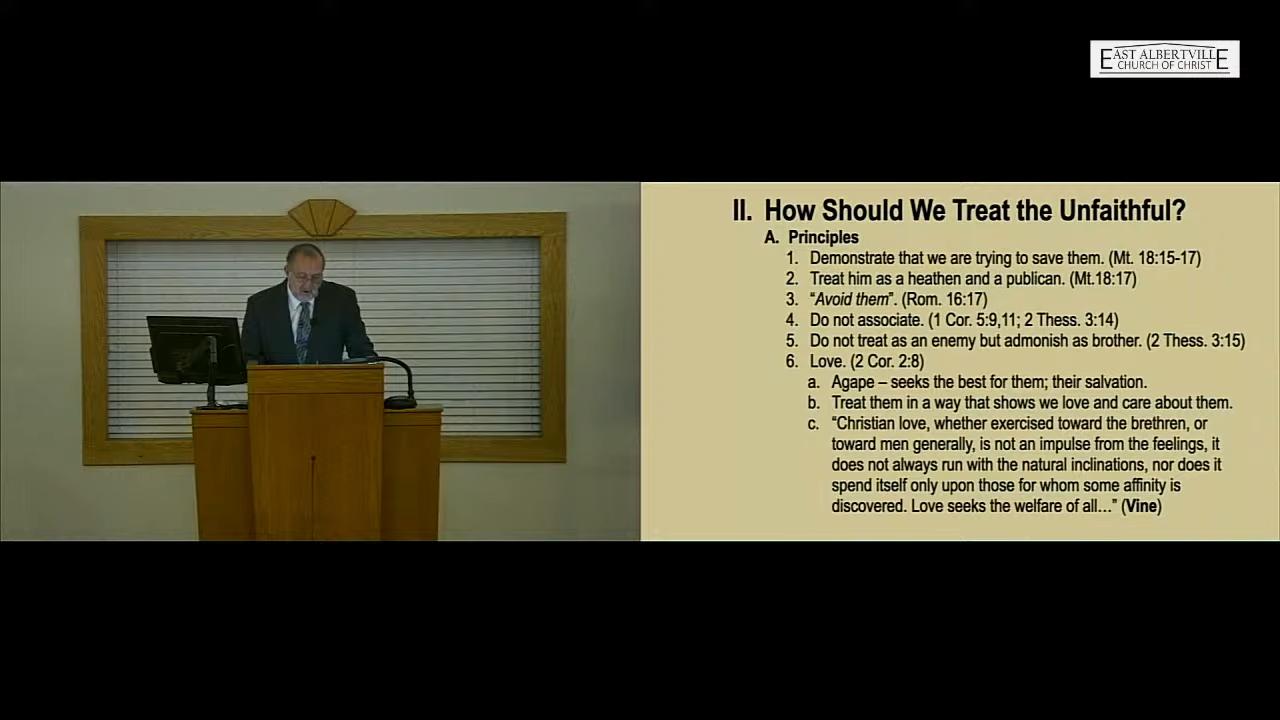 EAST ALBERTVILLE
CHURCH OF CHRIST
II. How Should We Treat the Unfaithful?
A. Principles
1. Demonstrate that we are trying to save them. (Mt. 18:15-17)
2. Treat him as a heathen and a publican. (Mt.18:17)
3. “Avoid them”. (Rom. 16:17)
4. Do not associate. (1 Cor. 5:9,11; 2 Thess. 3:14)
5. Do not treat as an enemy but admonish as brother. (2 Thess. 3:15)
6. Love. (2 Cor. 2:8)
a. Agape – seeks the best for them; their salvation.
b. Treat them in a way that shows we love and care about them.
c. “Christian love, whether exercised toward the brethren, or
toward men generally, is not an impulse from the feelings, it
does not always run with the natural inclinations, nor does it
spend itself only upon those for whom some affinity is
discovered. Love seeks the welfare of all…” (Vine)